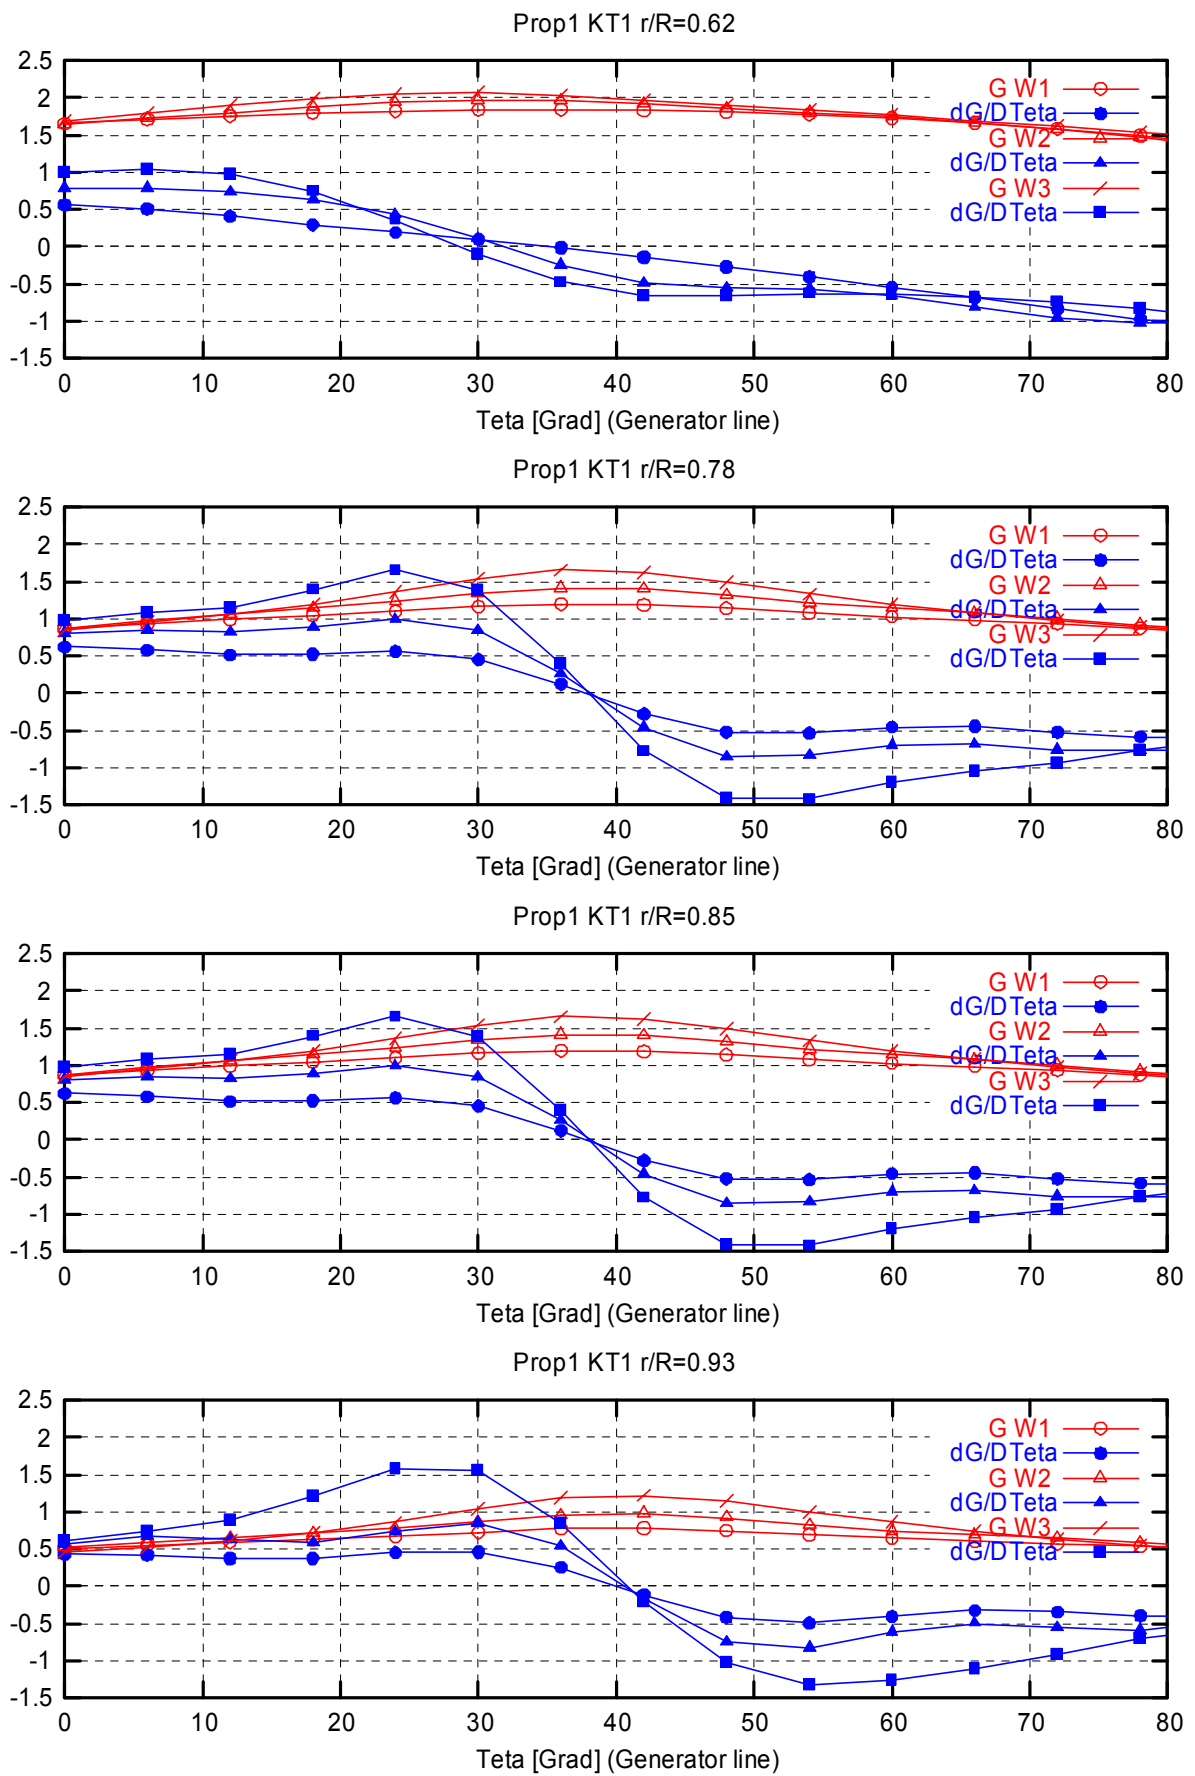 Prop1 KT1 r/R=0.62
2.5
2
1.5
1
0.5
0
-0.5
-1
-1.5
G W1
dG/DTeta
G W2
dG/DTeta
G W3
dG/DTeta
0 10 20 30 40 50 60 70 80
Teta [Grad] (Generator line)
Prop1 KT1 r/R=0.78
2.5
2
1.5
1
0.5
0
-0.5
-1
-1.5
G W1
dG/DTeta
G W2
dG/DTeta
G W3
dG/DTeta
0 10 20 30 40 50 60 70 80
Teta [Grad] (Generator line)
Prop1 KT1 r/R=0.85
2.5
2
1.5
1
0.5
0
-0.5
-1
-1.5
G W1
dG/DTeta
G W2
dG/DTeta
G W3
dG/DTeta
0 10 20 30 40 50 60 70 80
Teta [Grad] (Generator line)
Prop1 KT1 r/R=0.93
2.5
2
1.5
1
0.5
0
-0.5
-1
-1.5
G W1
dG/DTeta
G W2
dG/DTeta
G W3
dG/DTeta
0 10 20 30 40 50 60 70 80
Teta [Grad] (Generator line)